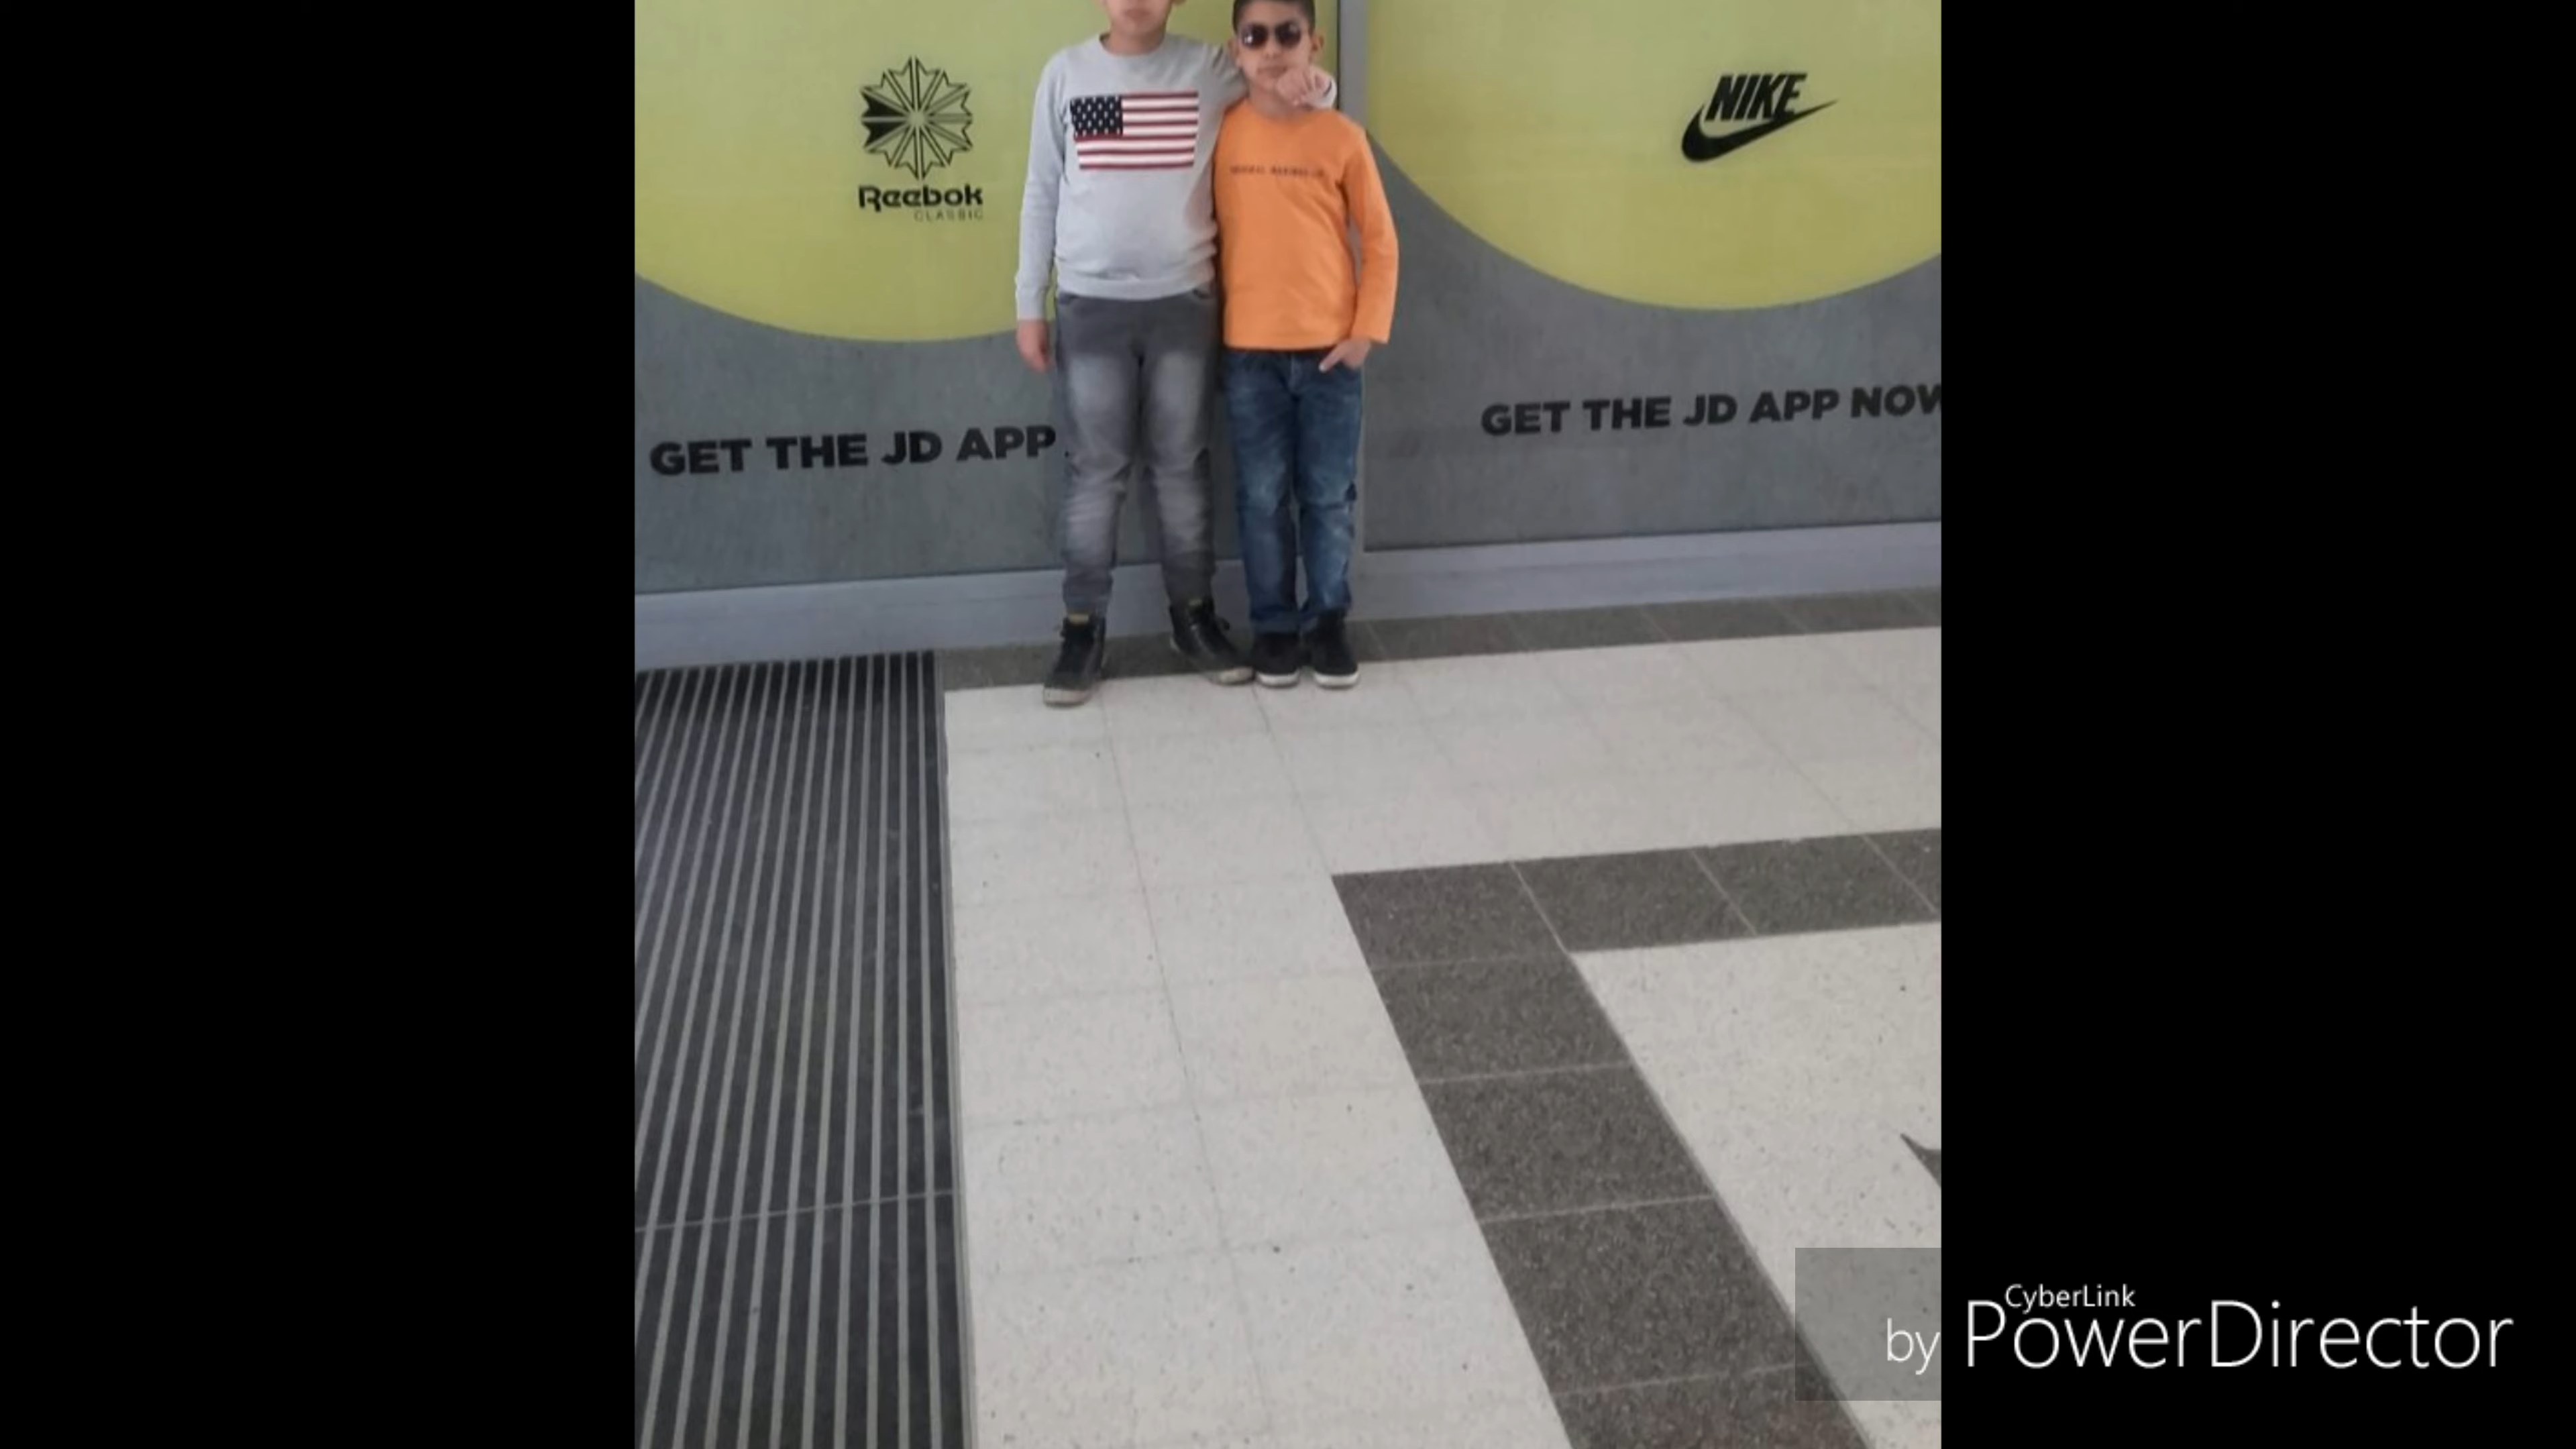 Reebok
CLASSIC
NIKE
GET THE JD APP
GET THE JD APP NOW
CyberLink
by PowerDirector